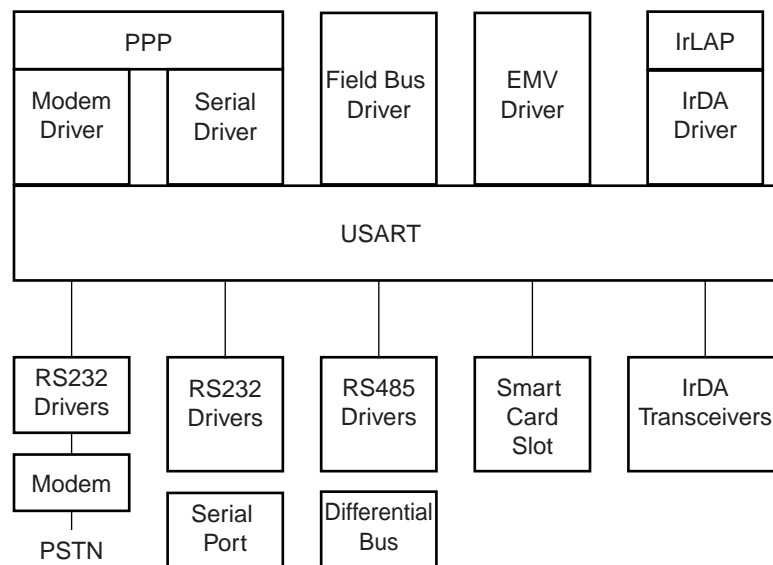 PPP
Modem
Driver
Serial
Driver
Field Bus
Driver
EMV
Driver
IrLAP
IrDA
Driver
USART
RS232
Drivers
Modem
PSTN
RS232
Drivers
Serial
Port
RS485
Drivers
Differential
Bus
Smart
Card
Slot
IrDA
Transceivers